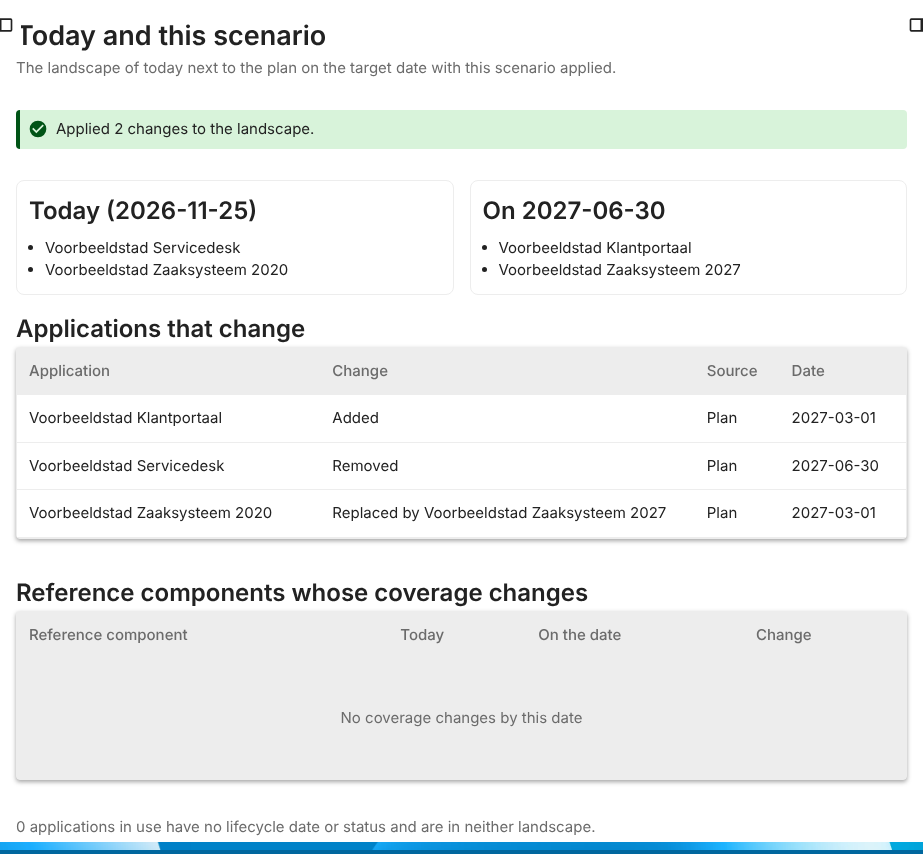 Today and this scenario
The landscape of today next to the plan on the target date with this scenario applied.
Applied 2 changes to the landscape.
Today (2026-11-25)
Voorbeeldstad Servicedesk
Voorbeeldstad Zaaksysteem 2020
On 2027-06-30
Voorbeeldstad Klantportaal
Voorbeeldstad Zaaksysteem 2027
Applications that change
Application Change Source Date
Voorbeeldstad Klantportaal Added Plan 2027-03-01
Voorbeeldstad Servicedesk Removed Plan 2027-06-30
Voorbeeldstad Zaaksysteem 2020 Replaced by Voorbeeldstad Zaaksysteem 2027 Plan 2027-03-01
Reference components whose coverage changes
Reference component Today On the date Change
No coverage changes by this date
0 applications in use have no lifecycle date or status and are in neither landscape.